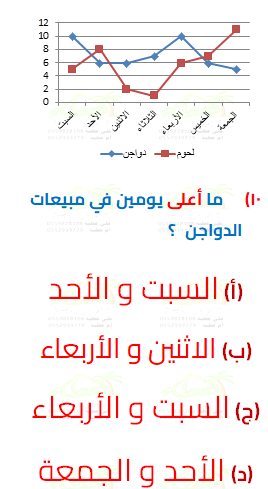 12
10
8
6
4
2
0
السبت
الأحد
الاثنين
الثلاثاء
الأربعاء
الخميس
الجمعة
لحوم
دواجن
١٠) ما أعلى يومين في مبيعات
الدواجن ؟
(أ) السبت و الأحد
(ب) الاثنين و الأربعاء
(ج) السبت و الأربعاء
(د) الأحد و الجمعة